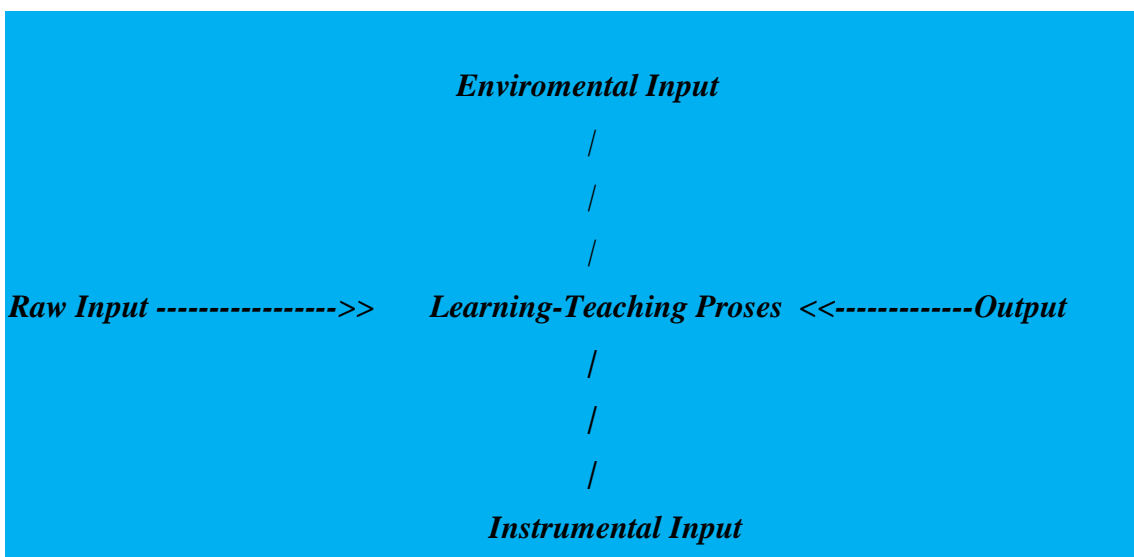 Enviromental Input
/
/
/
Raw Input ----------------->> Learning-Teaching Proses <<-------------Output
/
/
/
Instrumental Input